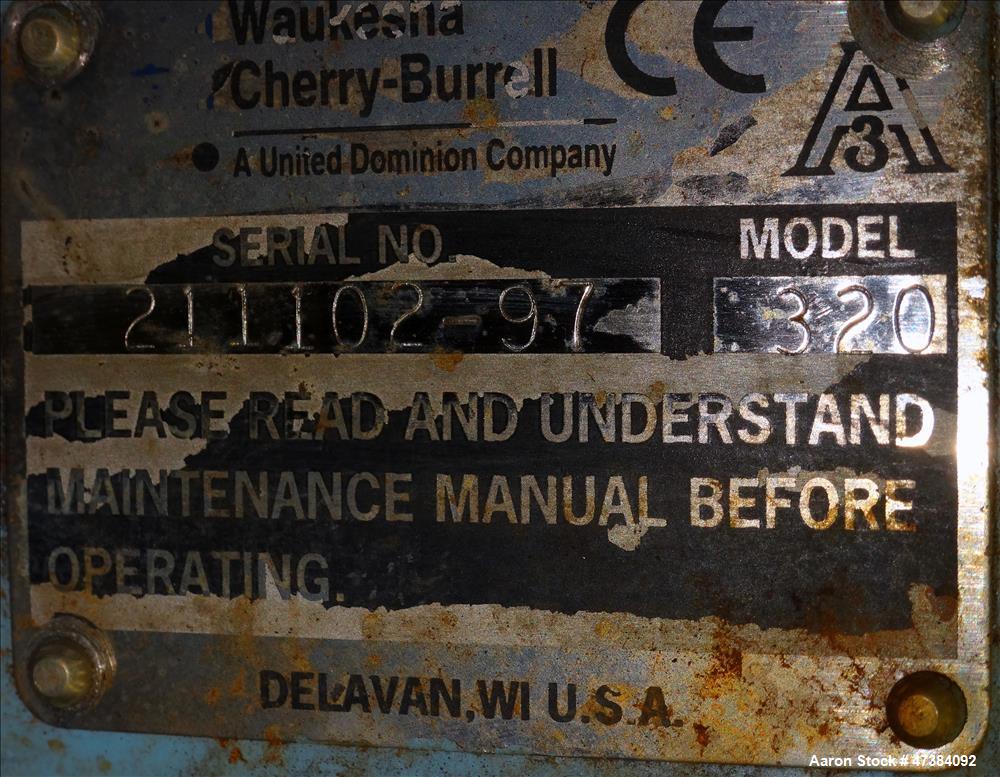 Waukesha
Cherry-Burrell
A United Dominion Company
CE
A
3
SERIAL NO. MODEL
211102-97 320
PLEASE READ AND UNDERSTAND
MAINTENANCE MANUAL BEFORE
OPERATING.
DELAVAN, WI U.S.A.
Aaron Stock# 47384092